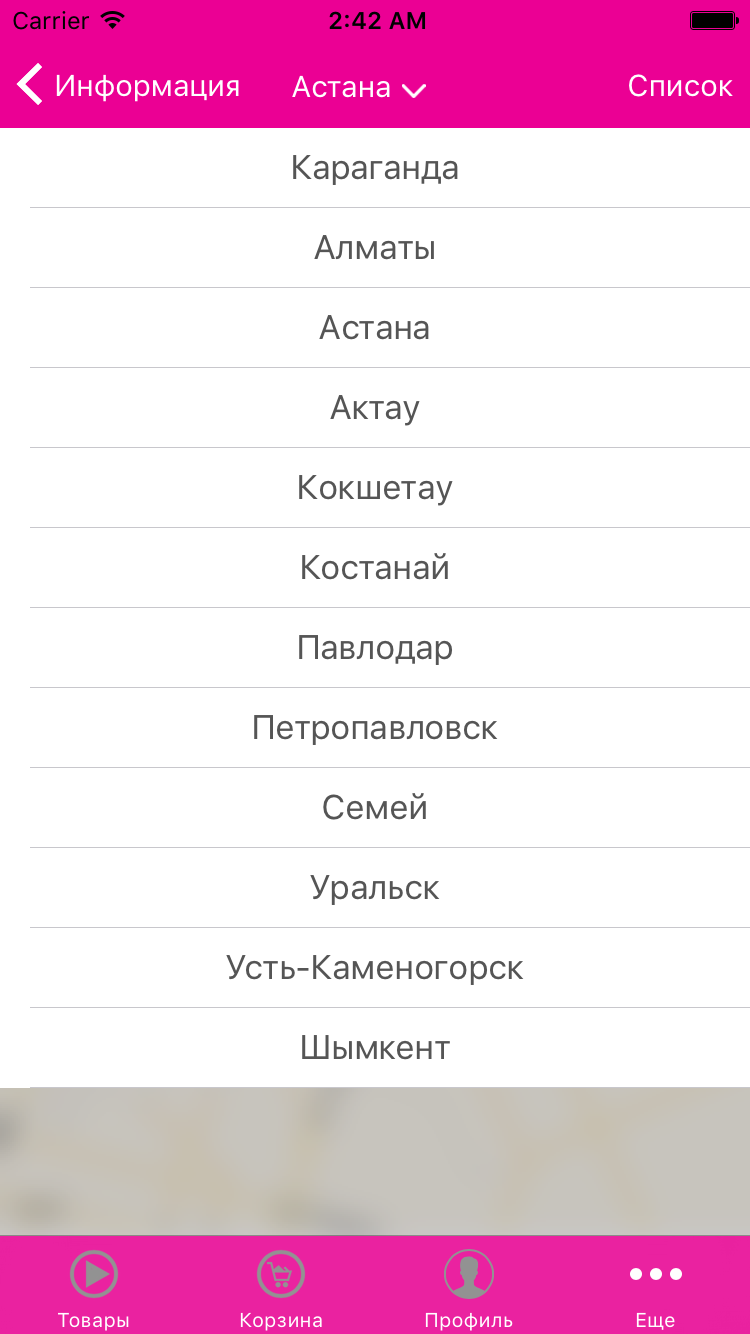 Carrier 2:42 AM
Информация Астана Список
Караганда
Алматы
Астана
Актау
Кокшетау
Костанай
Павлодар
Петропавловск
Семей
Уральск
Усть-Каменогорск
Шымкент
Товары Корзина Профиль Еще